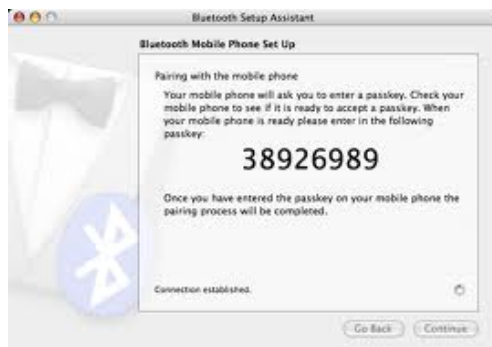 Bluetooth Setup Assistant
Bluetooth Mobile Phone Set Up
Pairing with the mobile phone
Your mobile phone will ask you to enter a passkey. Check your
mobile phone to see if it is ready to accept a passkey. When
your mobile phone is ready please enter in the following
passkey:
38926989
Once you have entered the passkey on your mobile phone the
pairing process will be completed.
Connection established.
Go Back
Continue